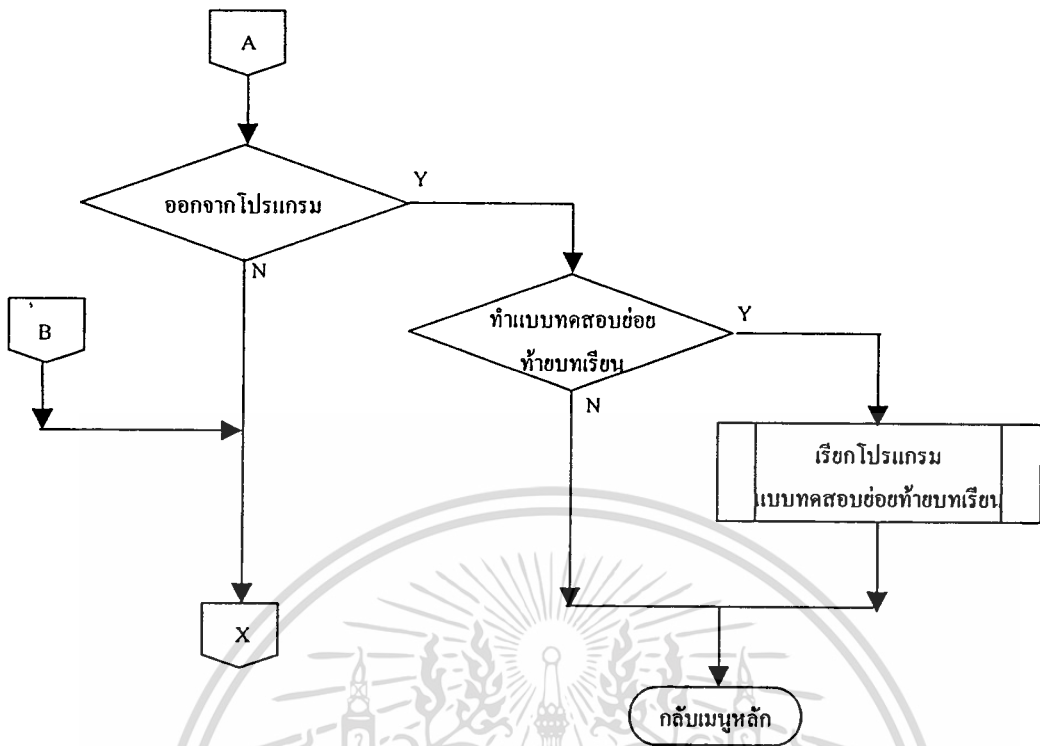 A
ออกจากโปรแกรม
Y
N
B
ทำแบบทดสอบย่อย
ท้ายบทเรียน
Y
N
เรียกโปรแกรม
แบบทดสอบย่อยท้ายบทเรียน
X
กลับเมนูหลัก